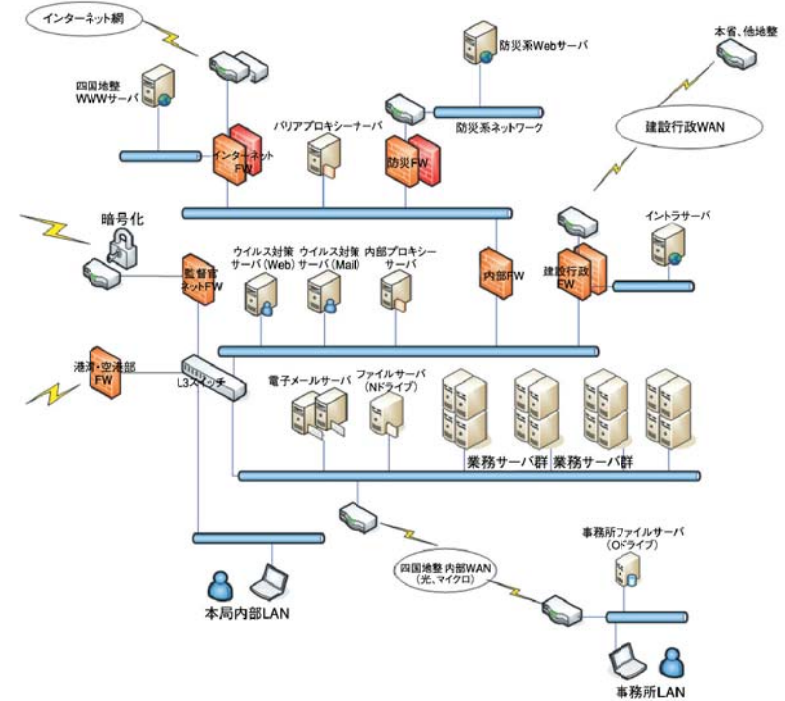 インターネット網
四国地整
WWWサーバ
インターネット
FW
バリアプロキシーナーバ
防災FW
防災系Webサーバ
防災系ネットワーク
本省、他地整
建設行政WAN
暗号化
監督官
ネットFW
ウイルス対策
サーバ(Web)
ウイルス対策
サーバ(Mail)
内部プロキシー
サーバ
内部FW
建設行政
FW
イントラサーバ
港湾・空港部
FW
L3スイッチ
電子メールサーバ
ファイルサーバ
(Nドライブ)
業務サーバ群
業務サーバ群
本局内部LAN
四国地整 内部WAN
(光、マイクロ)
事務所ファイルサーバ
(Oドライブ)
事務所LAN